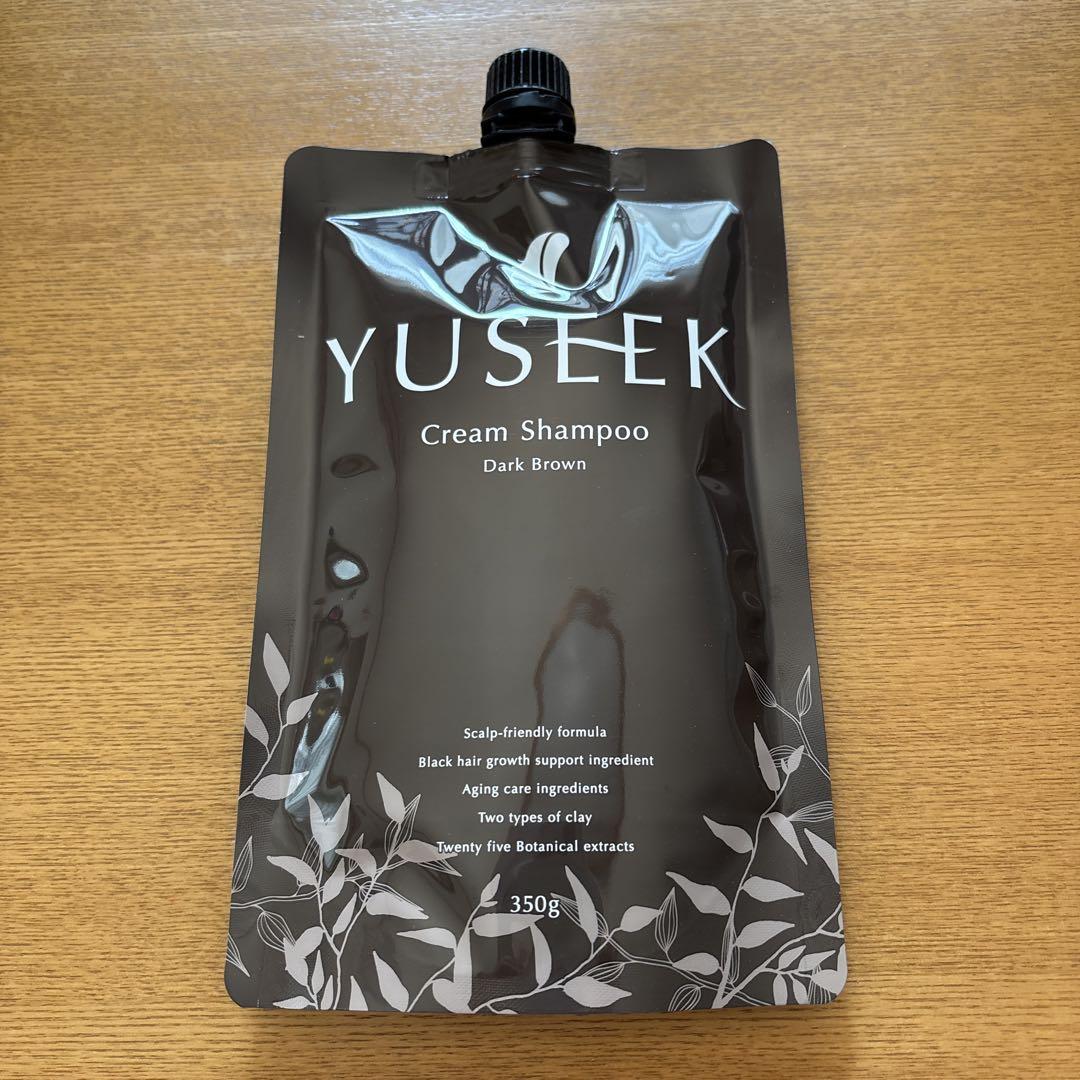 YUSEEK
Cream Shampoo
Dark Brown
Scalp-friendly formula
Black hair growth support ingredient
Aging care ingredients
Two types of clay
Twenty five Botanical extracts
350g